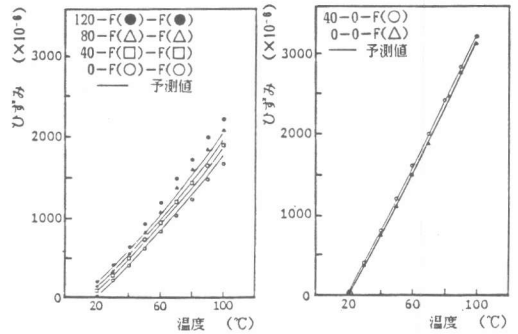 120-F(●)-F(●)
80-F(△)-F(△)
40-F(□)-F(□)
0-F(○)-F(○)
── 予測値
ひずみ (×10⁻⁶)
3000
2000
1000
0
20 60 100
温度 (℃)
40-0-F(○)
0-0-F(△)
── 予測値
ひずみ (×10⁻⁶)
3000
2000
1000
0
20 60 100
温度 (℃)